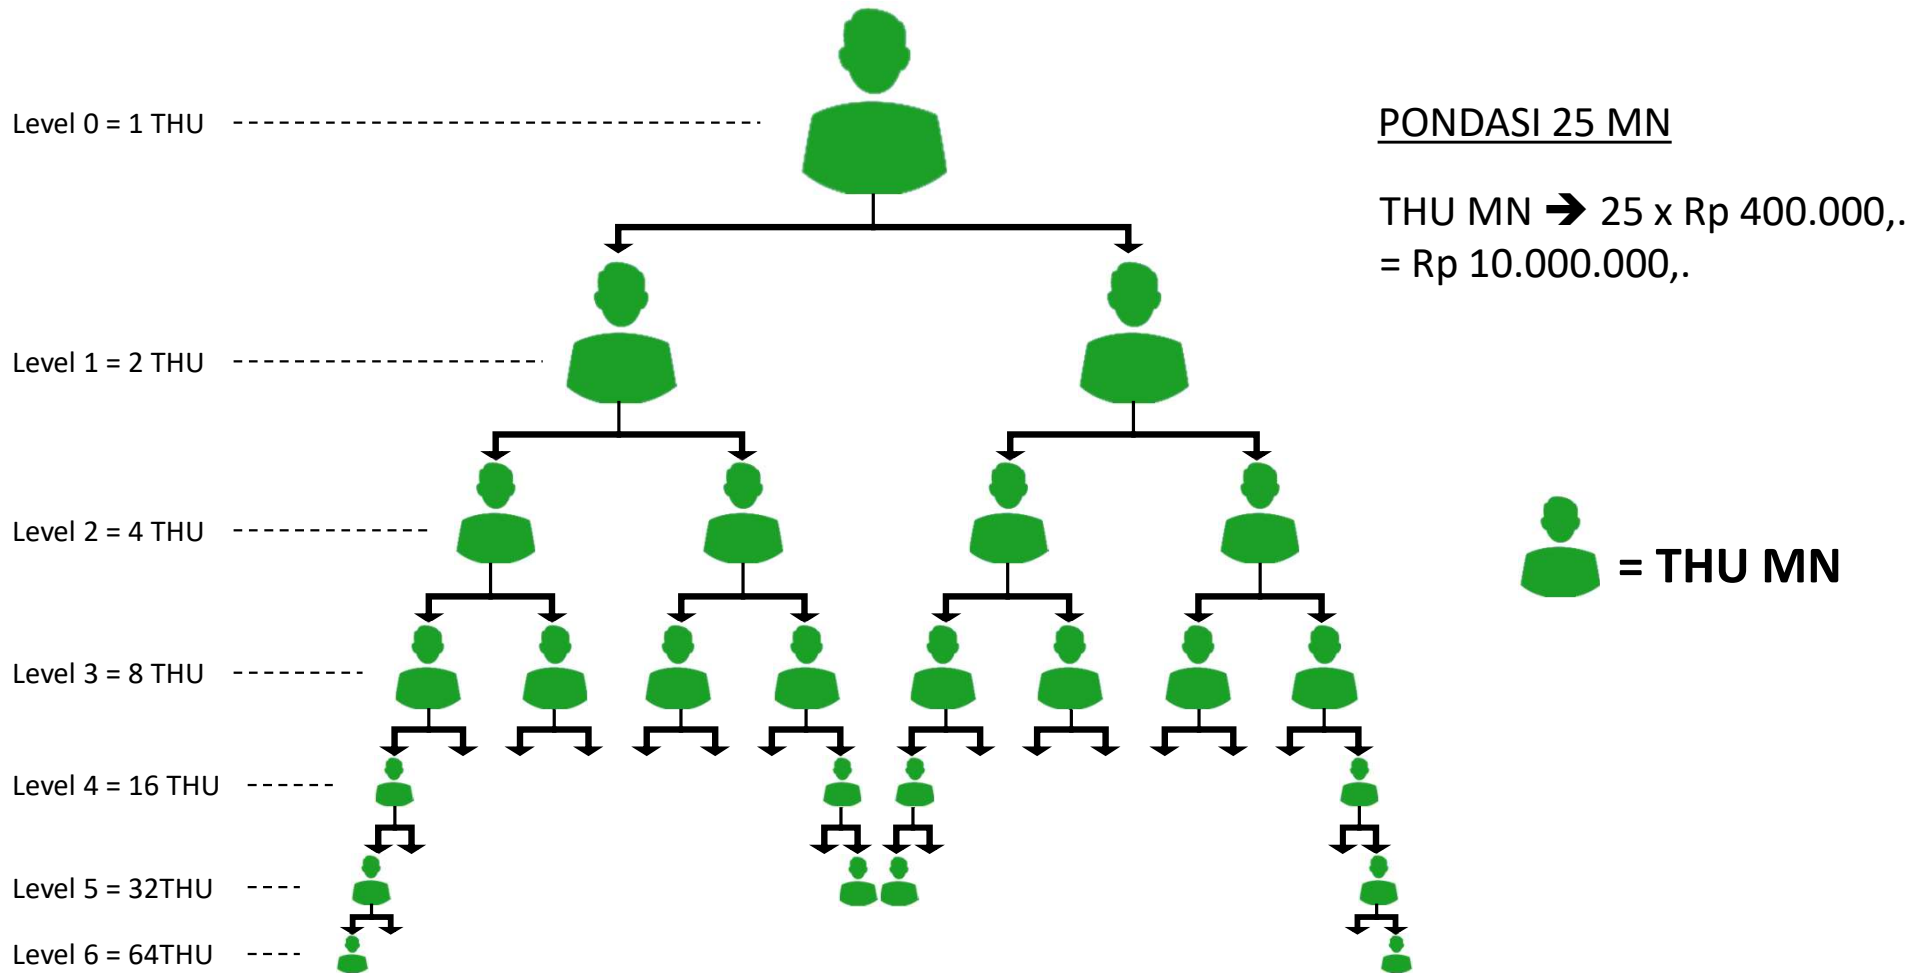 Level 0 = 1 THU
PONDASI 25 MN
THU MN ➔ 25 x Rp 400.000,.
= Rp 10.000.000,.
Level 1 = 2 THU
Level 2 = 4 THU
= THU MN
Level 3 = 8 THU
Level 4 = 16 THU
Level 5 = 32THU
Level 6 = 64THU